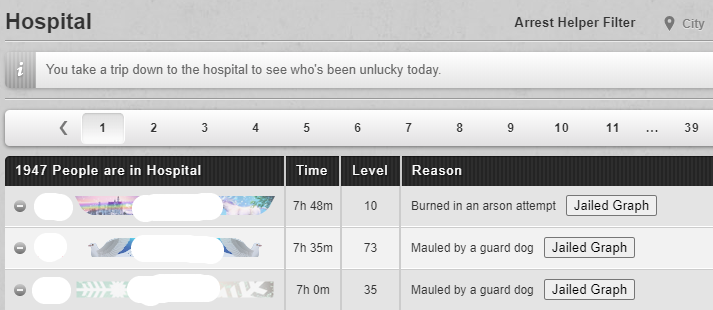 Hospital
Arrest Helper Filter City
i You take a trip down to the hospital to see who's been unlucky today.
1 2 3 4 5 6 7 8 9 10 11 ... 39
1947 People are in Hospital Time Level Reason
7h 48m 10 Burned in an arson attempt Jailed Graph
7h 35m 73 Mauled by a guard dog Jailed Graph
7h 0m 35 Mauled by a guard dog Jailed Graph